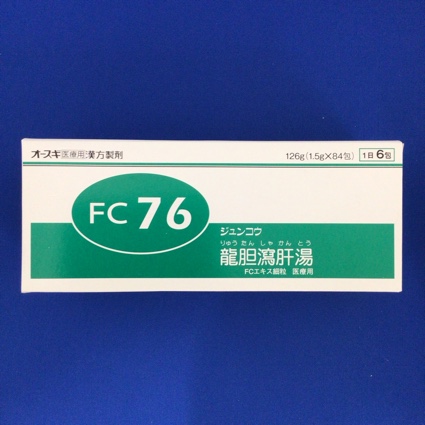 オースギ医療用漢方製剤
126g(1.5g×84包) 1日6包
FC 76
ジュンコウ
りゅう たん しゃ かん とう
龍胆瀉肝湯
FCエキス細粒 医療用